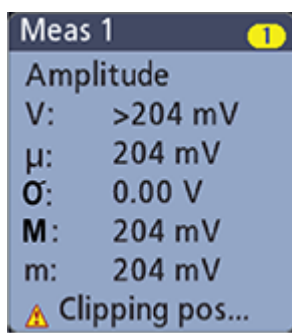 Meas 1 1
Amplitude
V: >204 mV
μ: 204 mV
σ: 0.00 V
M: 204 mV
m: 204 mV
Clipping pos...